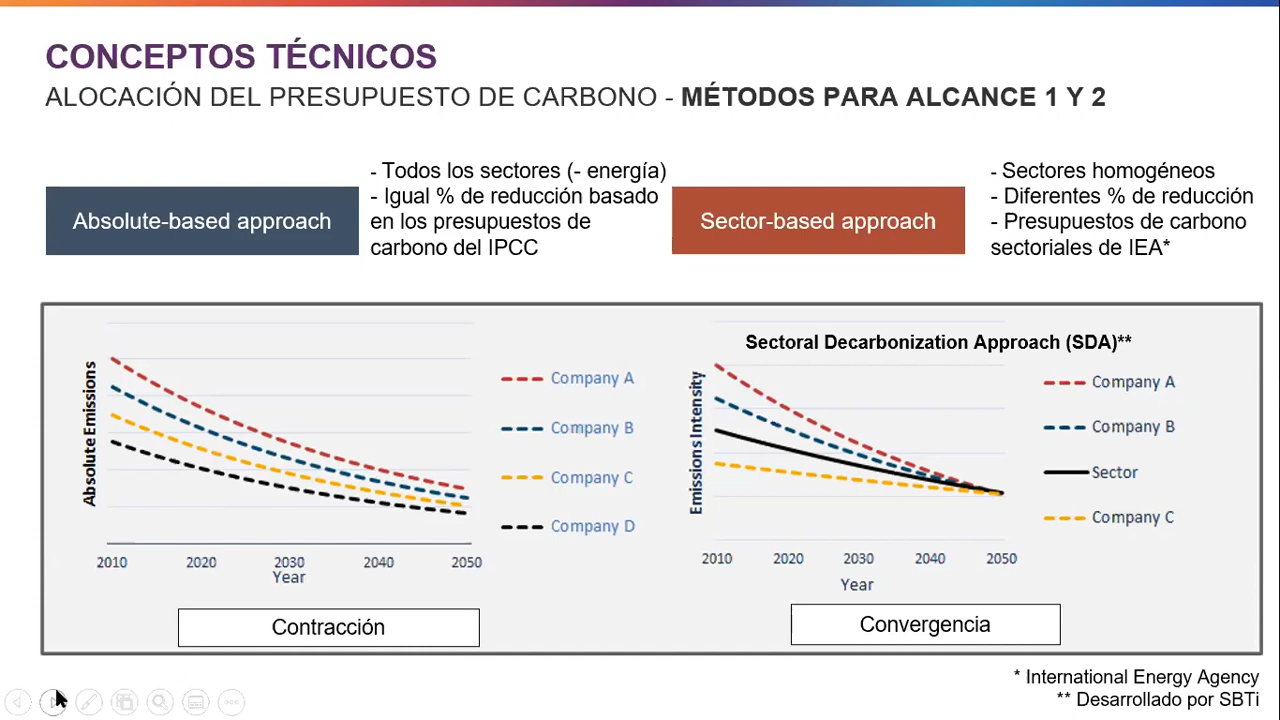 CONCEPTOS TÉCNICOS
ALOCACIÓN DEL PRESUPUESTO DE CARBONO - MÉTODOS PARA ALCANCE 1 Y 2
Absolute-based approach
- Todos los sectores (- energía)
- Igual % de reducción basado
en los presupuestos de
carbono del IPCC
Sector-based approach
- Sectores homogéneos
- Diferentes % de reducción
- Presupuestos de carbono
sectoriales de IEA*
Absolute Emissions
Company A
Company B
Company C
Company D
2010 2020 2030 2040 2050
Year
Contracción
Sectoral Decarbonization Approach (SDA)**
Emissions Intensity
Company A
Company B
Sector
Company C
2010 2020 2030 2040 2050
Year
Convergencia
* International Energy Agency
** Desarrollado por SBTi